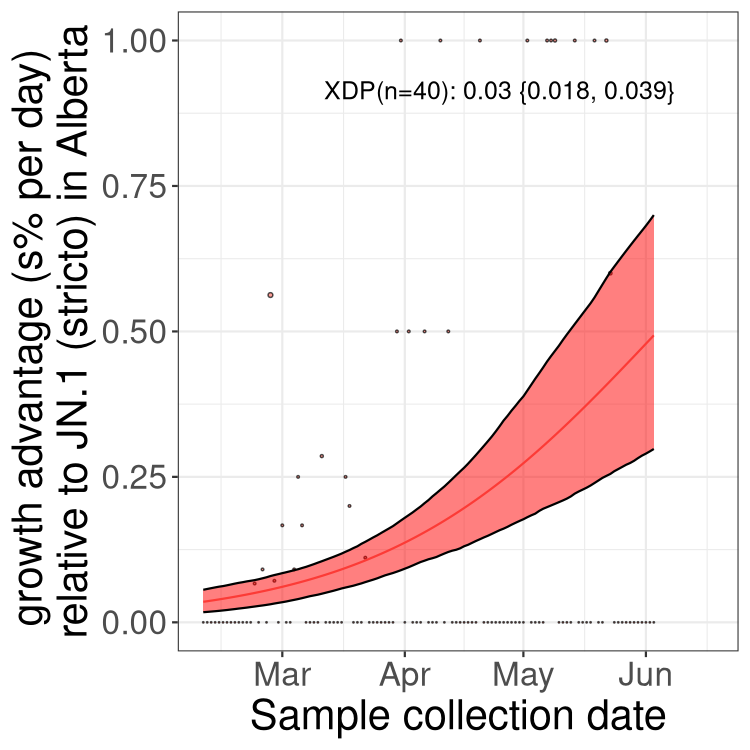 growth advantage (s% per day)
relative to JN.1 (stricto) in Alberta
1.00
XDP(n=40): 0.03 {0.018, 0.039}
0.75
0.50
0.25
0.00
Mar Apr May Jun
Sample collection date